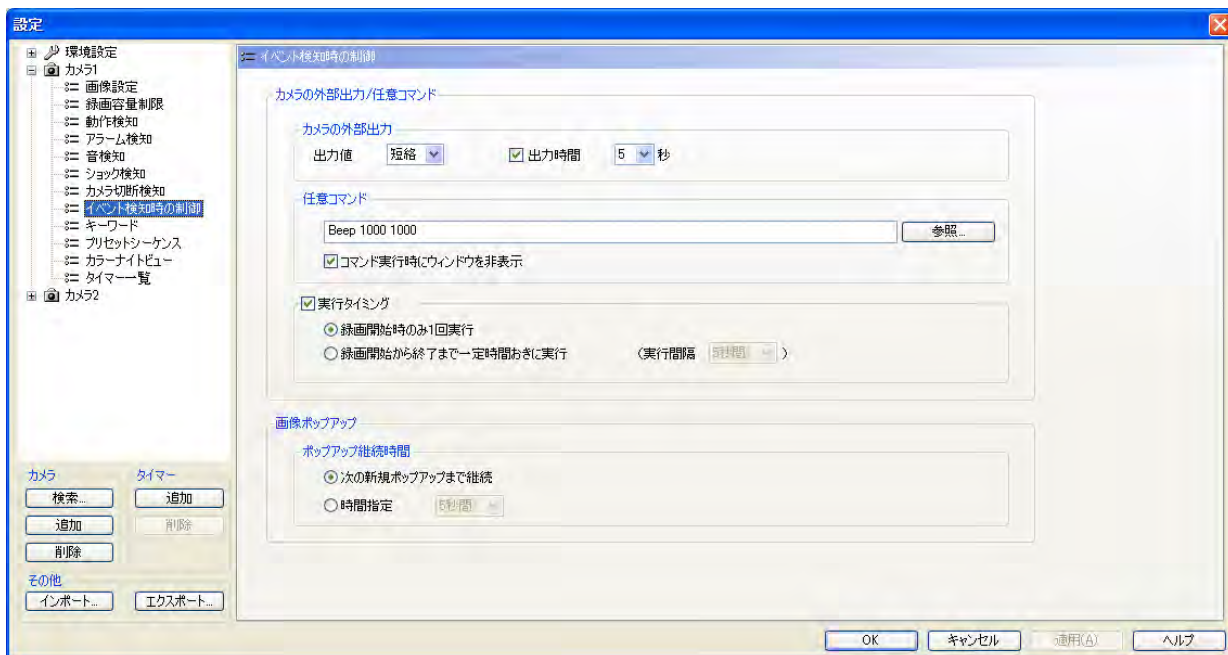 設定
環境設定
カメラ1
画像設定
録画容量制限
動作検知
アラーム検知
音検知
ショック検知
カメラ切断検知
イベント検知時の制御
キーワード
プリセットシーケンス
カラーナイトビュー
タイマー一覧
カメラ2
カメラ タイマー
検索... 追加
追加 削除
削除
その他
インポート... エクスポート...
イベント検知時の制御
カメラの外部出力/任意コマンド
カメラの外部出力
出力値 短絡 出力時間 5 秒
任意コマンド
Beep 1000 1000 参照...
コマンド実行時にウィンドウを非表示
実行タイミング
録画開始時のみ1回実行
録画開始から終了まで一定時間おきに実行 (実行間隔 5秒間 )
画像ポップアップ
ポップアップ継続時間
次の新規ポップアップまで継続
時間指定 5秒間
OK キャンセル 適用(A) ヘルプ